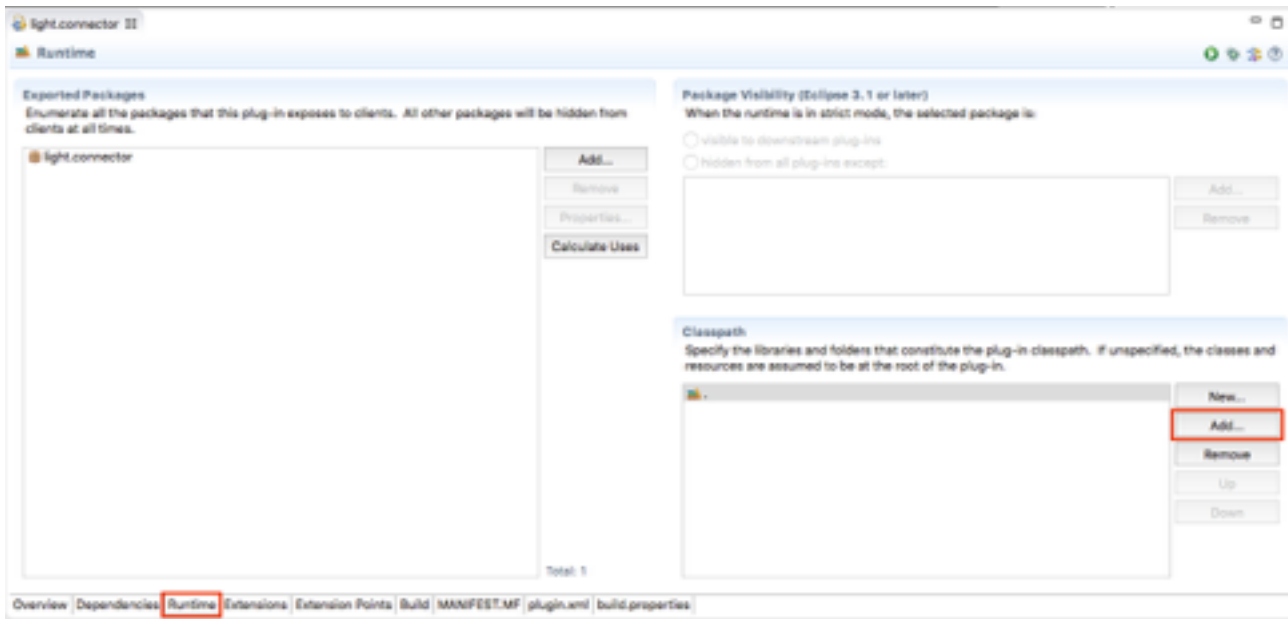 light.connector
Runtime
Exported Packages
Enumerate all the packages that this plug-in exposes to clients. All other packages will be hidden from
clients at all times.
light.connector
Add...
Remove
Properties...
Calculate Uses
Total: 1
Package Visibility (Eclipse 3.1 or later)
When the runtime is in strict mode, the selected package is:
visible to downstream plug-ins
hidden from all plug-ins except:
Add...
Remove
Classpath
Specify the libraries and folders that constitute the plug-in classpath. If unspecified, the classes and
resources are assumed to be at the root of the plug-in.
.
New...
Add...
Remove
Up
Down
Overview Dependencies Runtime Extensions Extension Points Build MANIFEST.MF plugin.xml build.properties